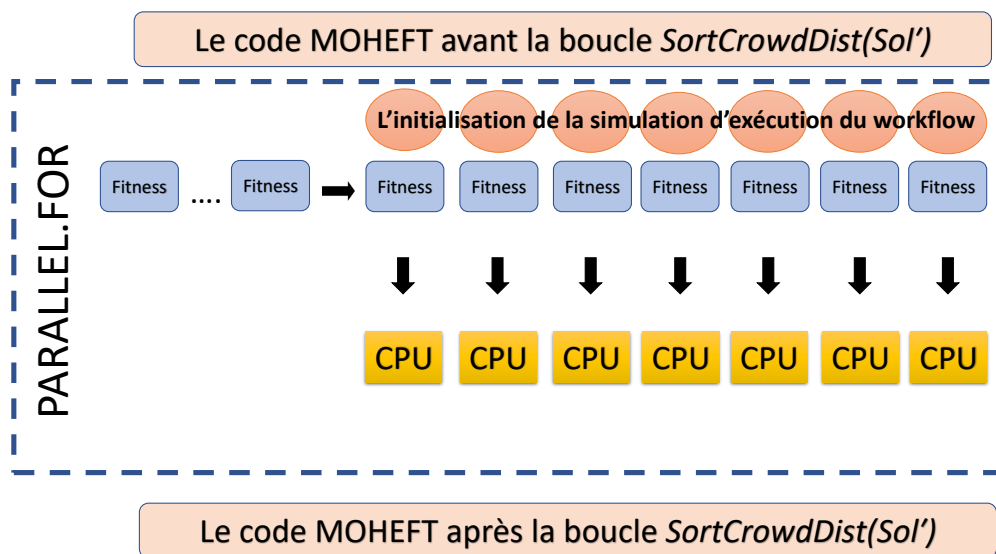 Le code MOHEFT avant la boucle SortCrowdDist(Sol’)
PARALLEL.FOR
L’initialisation de la simulation d’exécution du workflow
Fitness .... Fitness Fitness Fitness Fitness Fitness Fitness Fitness Fitness
CPU CPU CPU CPU CPU CPU CPU
Le code MOHEFT après la boucle SortCrowdDist(Sol’)